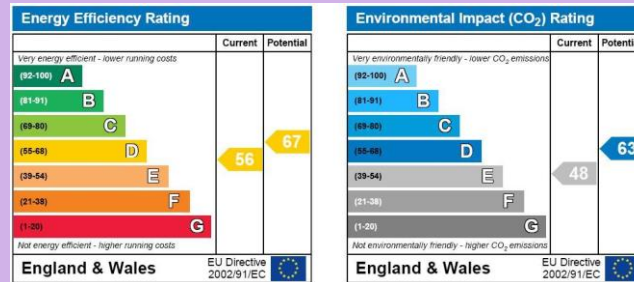 Energy Efficiency Rating
Current Potential
Very energy efficient - lower running costs
(92-100) A
(81-91) B
(69-80) C
(55-68) D
(39-54) E
(21-38) F
(1-20) G
56
67
Not energy efficient - higher running costs
England & Wales
EU Directive
2002/91/EC
Environmental Impact (CO₂) Rating
Current Potenti
Very environmentally friendly - lower CO₂ emissions
(92-100) A
(81-91) B
(69-80) C
(55-68) D
(39-54) E
(21-38) F
(1-20) G
48
63
Not environmentally friendly - higher CO₂ emissions
England & Wales
EU Directive
2002/91/EC